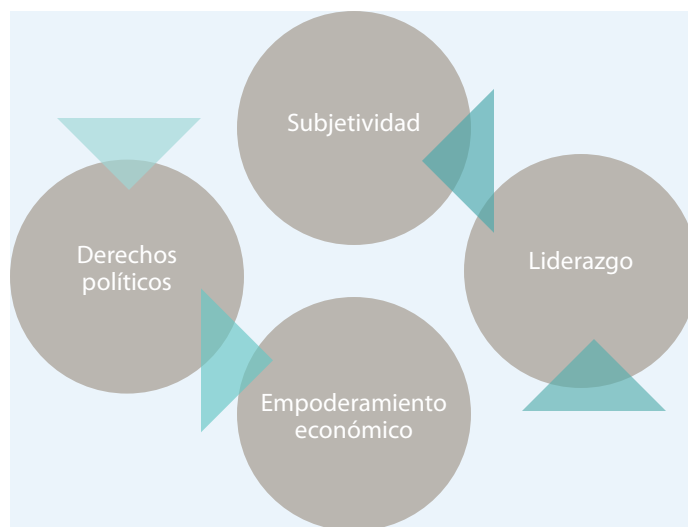 Subjetividad
Derechos
políticos
Liderazgo
Empoderamiento
económico